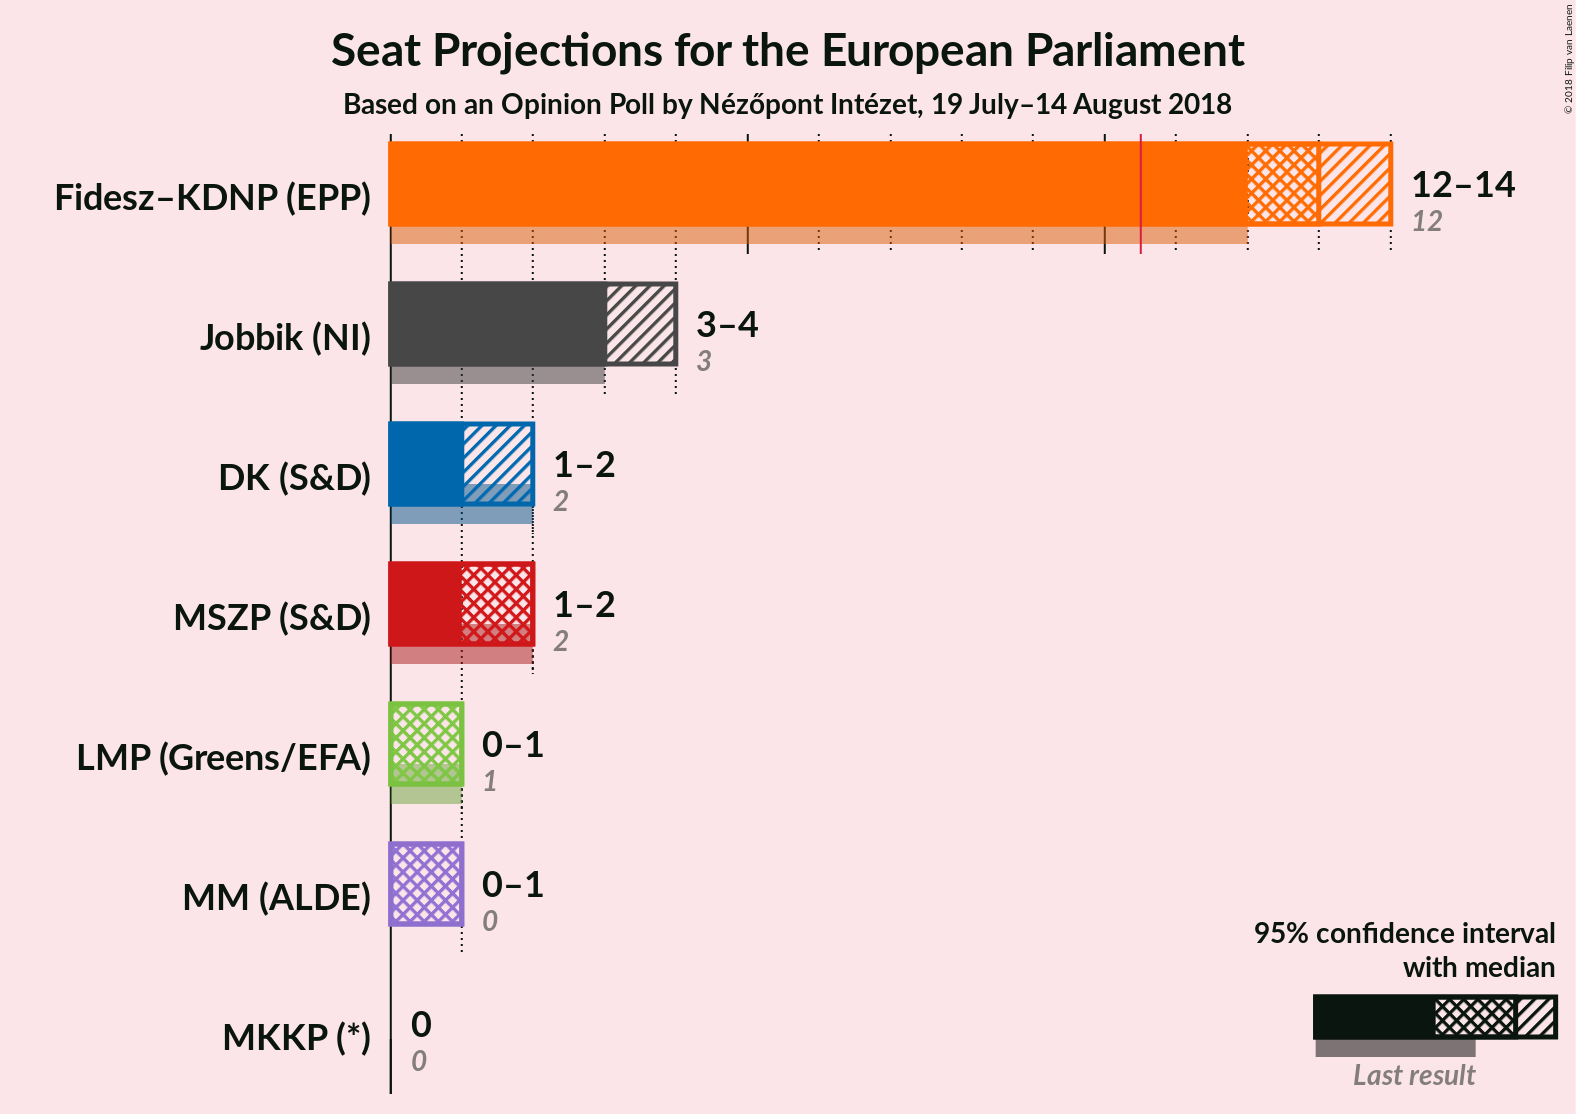 Seat Projections for the European Parliament
Based on an Opinion Poll by Nézőpont Intézet, 19 July–14 August 2018
© 2018 Filip van Laenen
Fidesz–KDNP (EPP)
12–14
12
Jobbik (NI)
3–4
3
DK (S&D)
1–2
2
MSZP (S&D)
1–2
2
LMP (Greens/EFA)
0–1
1
MM (ALDE)
0–1
0
MKKP (*)
0
0
95% confidence interval
with median
Last result